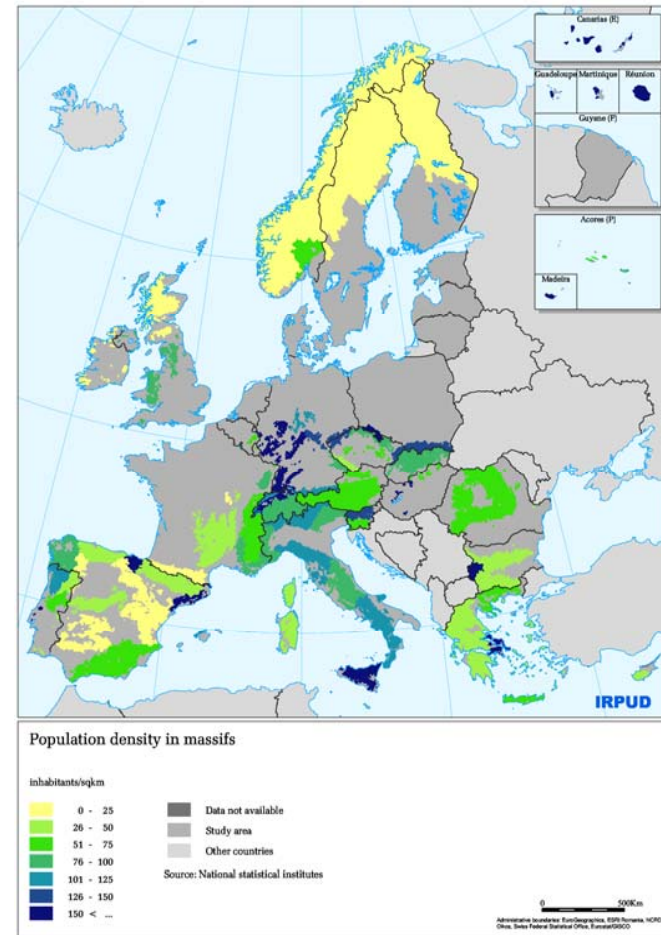 Canarias (E)
Guadeloupe (F) Martinique (F) Réunion (F)
Guyane (F)
Acores (P)
Madeira (P)
IRPUD
Population density in massifs
inhabitants/sqkm
0 - 25
26 - 50
51 - 75
76 - 100
101 - 125
126 - 150
150 < ...
Data not available
Study area
Other countries
Source: National statistical institutes
0 500Km
Administrative boundaries: EuroGeographics, ESRI Romania, NCRD
Oikos, Swiss Federal Statistical Office, Eurostat/GISCO